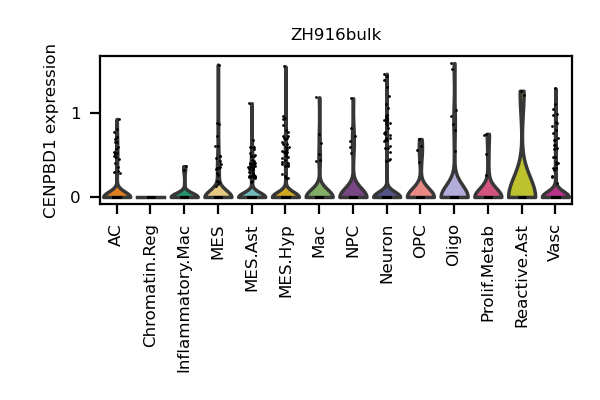 ZH916bulk
CENPBD1 expression
1
0
AC
Chromatin.Reg
Inflammatory.Mac
MES
MES.Ast
MES.Hyp
Mac
NPC
Neuron
OPC
Oligo
Prolif.Metab
Reactive.Ast
Vasc